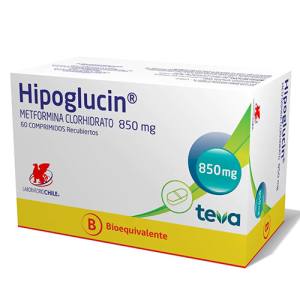 Hipoglucin®
METFORMINA CLORHIDRATO 850 mg
60 COMPRIMIDOS Recubiertos
850mg
LABORATORIO CHILE®
teva
B Bioequivalente
Hipoglucin®